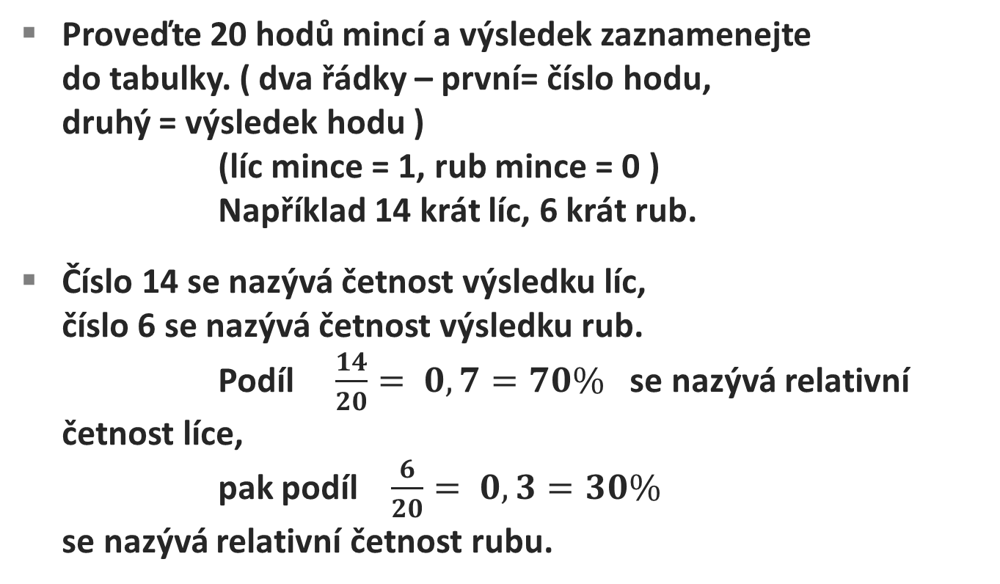 ▪ Proveďte 20 hodů mincí a výsledek zaznamenejte
do tabulky. ( dva řádky – první= číslo hodu,
druhý = výsledek hodu )
(líc mince = 1, rub mince = 0 )
Například 14 krát líc, 6 krát rub.
▪ Číslo 14 se nazývá četnost výsledku líc,
číslo 6 se nazývá četnost výsledku rub.
Podíl 14/20 = 0,7 = 70% se nazývá relativní
četnost líce,
pak podíl 6/20 = 0,3 = 30%
se nazývá relativní četnost rubu.